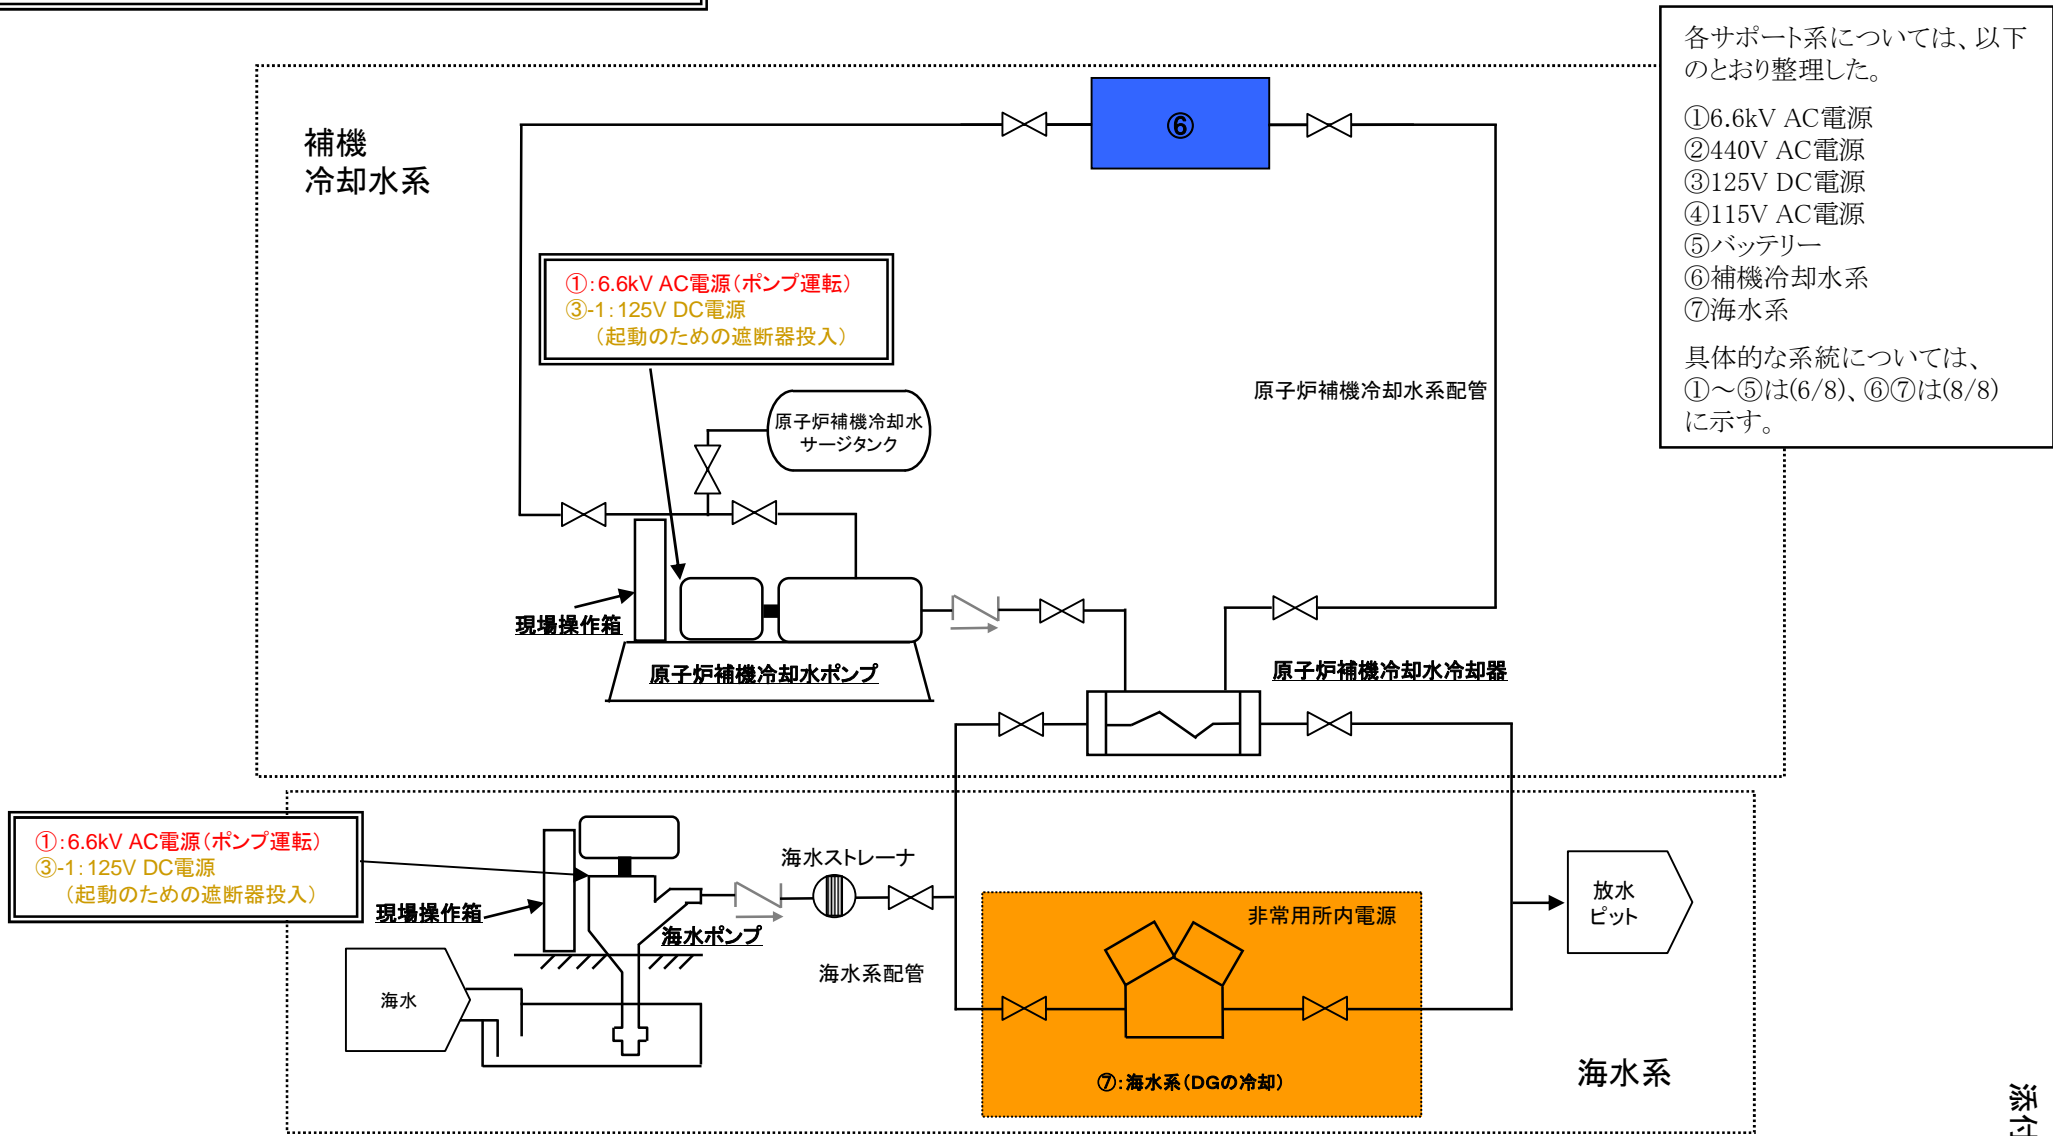 各サポート系については、以下
のとおり整理した。
①6.6kV AC電源
②440V AC電源
③125V DC電源
④115V AC電源
⑤バッテリー
⑥補機冷却水系
⑦海水系
具体的な系統については、
①～⑤は(6/8)、⑥⑦は(8/8)
に示す。
補機
冷却水系
⑥
①:6.6kV AC電源(ポンプ運転)
③-1:125V DC電源
(起動のための遮断器投入)
原子炉補機冷却水系配管
原子炉補機冷却水
サージタンク
現場操作箱
原子炉補機冷却水ポンプ
原子炉補機冷却水冷却器
①:6.6kV AC電源(ポンプ運転)
③-1:125V DC電源
(起動のための遮断器投入)
海水ストレーナ
現場操作箱
海水ポンプ
海水系配管
海水
非常用所内電源
放水
ピット
⑦:海水系(DGの冷却)
海水系
添付